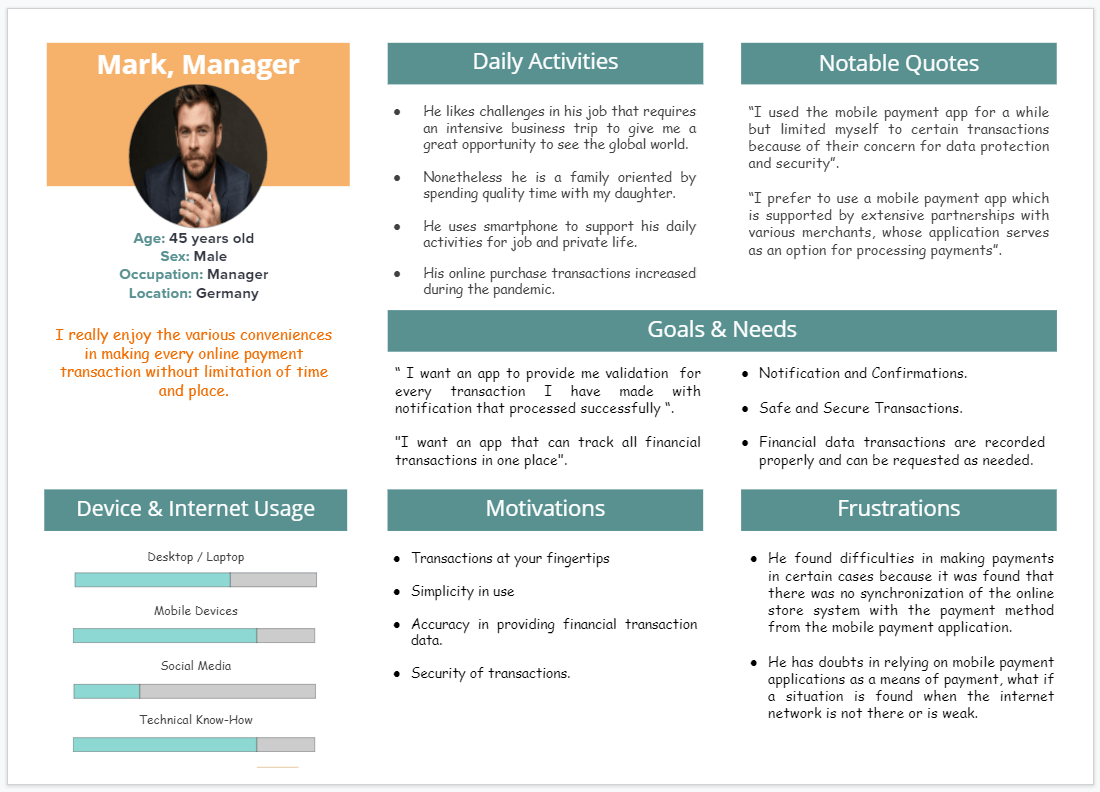 Mark, Manager
Age: 45 years old
Sex: Male
Occupation: Manager
Location: Germany
I really enjoy the various conveniences
in making every online payment
transaction without limitation of time
and place.
Daily Activities
● He likes challenges in his job that requires
an intensive business trip to give me a
great opportunity to see the global world.
● Nonetheless he is a family oriented by
spending quality time with my daughter.
● He uses smartphone to support his daily
activities for job and private life.
● His online purchase transactions increased
during the pandemic.
Notable Quotes
“I used the mobile payment app for a while
but limited myself to certain transactions
because of their concern for data protection
and security”.
“I prefer to use a mobile payment app which
is supported by extensive partnerships with
various merchants, whose application serves
as an option for processing payments”.
Goals & Needs
“ I want an app to provide me validation for
every transaction I have made with
notification that processed successfully “.
"I want an app that can track all financial
transactions in one place".
● Notification and Confirmations.
● Safe and Secure Transactions.
● Financial data transactions are recorded
properly and can be requested as needed.
Device & Internet Usage
Desktop / Laptop
Mobile Devices
Social Media
Technical Know-How
Motivations
● Transactions at your fingertips
● Simplicity in use
● Accuracy in providing financial transaction
data.
● Security of transactions.
Frustrations
● He found difficulties in making payments
in certain cases because it was found that
there was no synchronization of the online
store system with the payment method
from the mobile payment application.
● He has doubts in relying on mobile payment
applications as a means of payment, what if
a situation is found when the internet
network is not there or is weak.